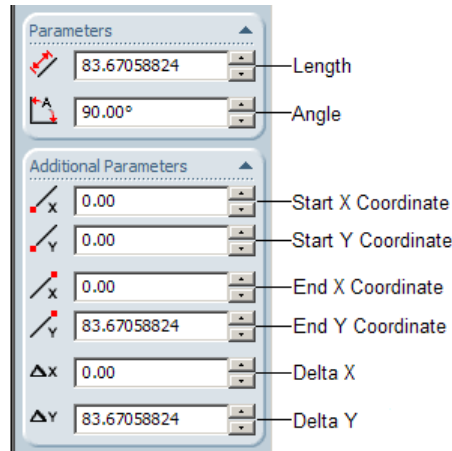 Parameters
83.67058824 Length
A 90.00° Angle
Additional Parameters
X 0.00 Start X Coordinate
Y 0.00 Start Y Coordinate
X 0.00 End X Coordinate
Y 83.67058824 End Y Coordinate
ΔX 0.00 Delta X
ΔY 83.67058824 Delta Y